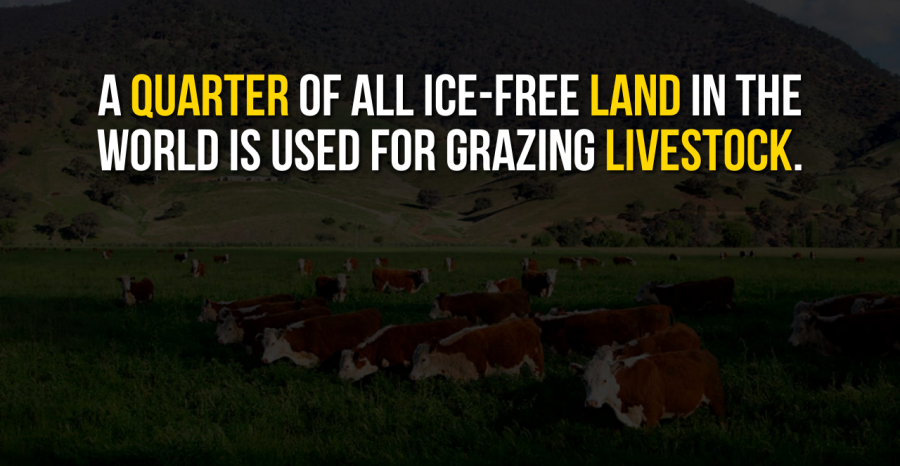 A QUARTER OF ALL ICE-FREE LAND IN THE
WORLD IS USED FOR GRAZING LIVESTOCK.